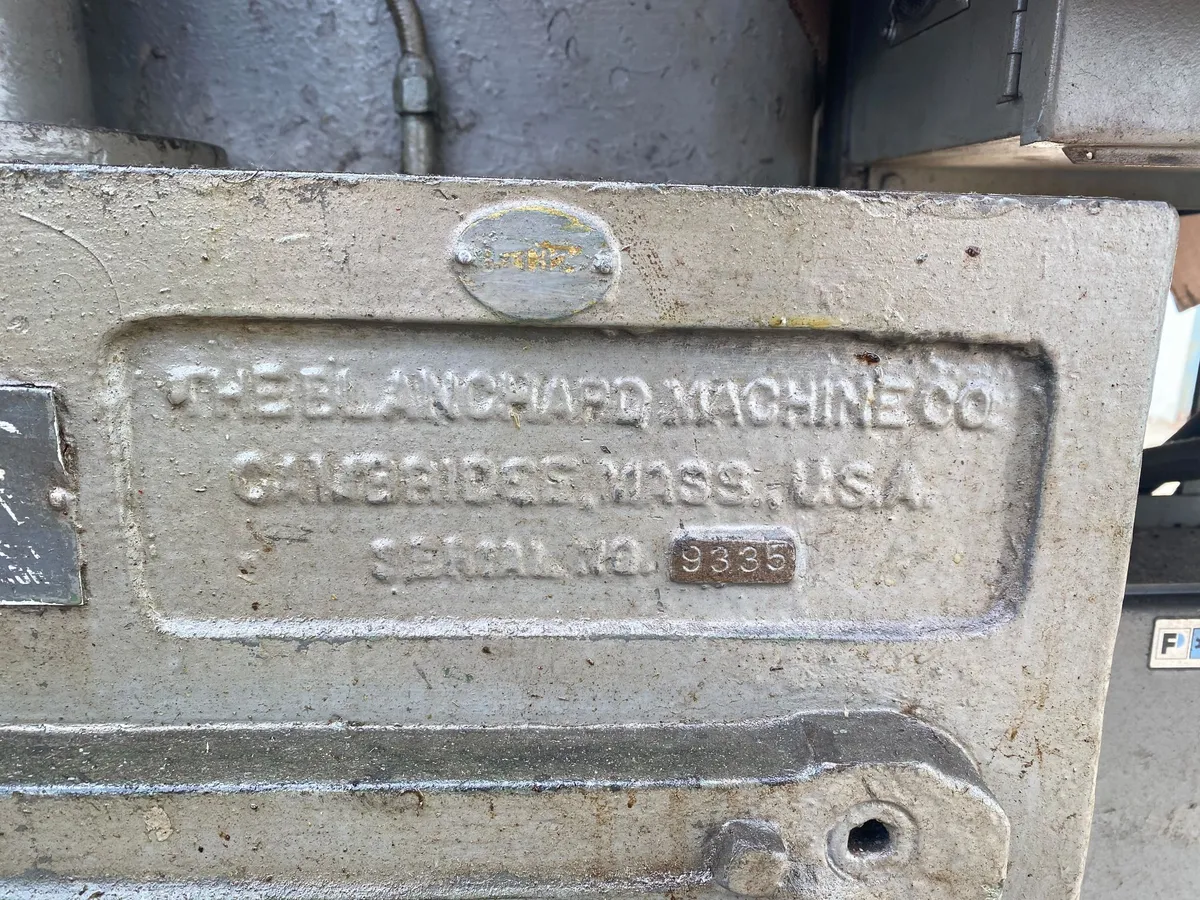 THE BLANCHARD MACHINE CO.
CAMBRIDGE, MASS., U.S.A.
SERIAL NO. 9335
F